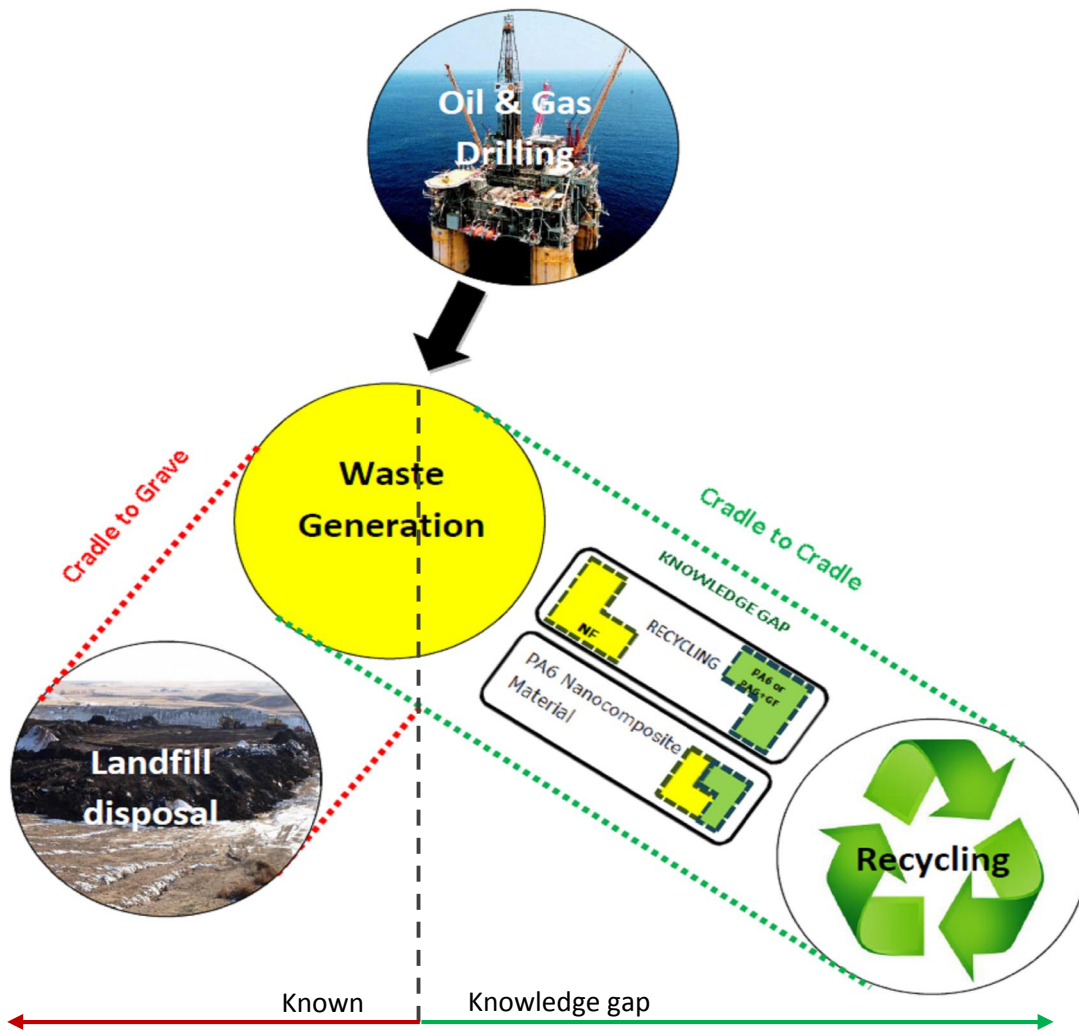 Oil & Gas
Drilling
Waste
Generation
Cradle to Grave
Cradle to Cradle
KNOWLEDGE GAP
NF
RECYCLING
PA6 or
PA6+GF
PA6 Nanocomposite
Material
Landfill
disposal
Recycling
Known
Knowledge gap